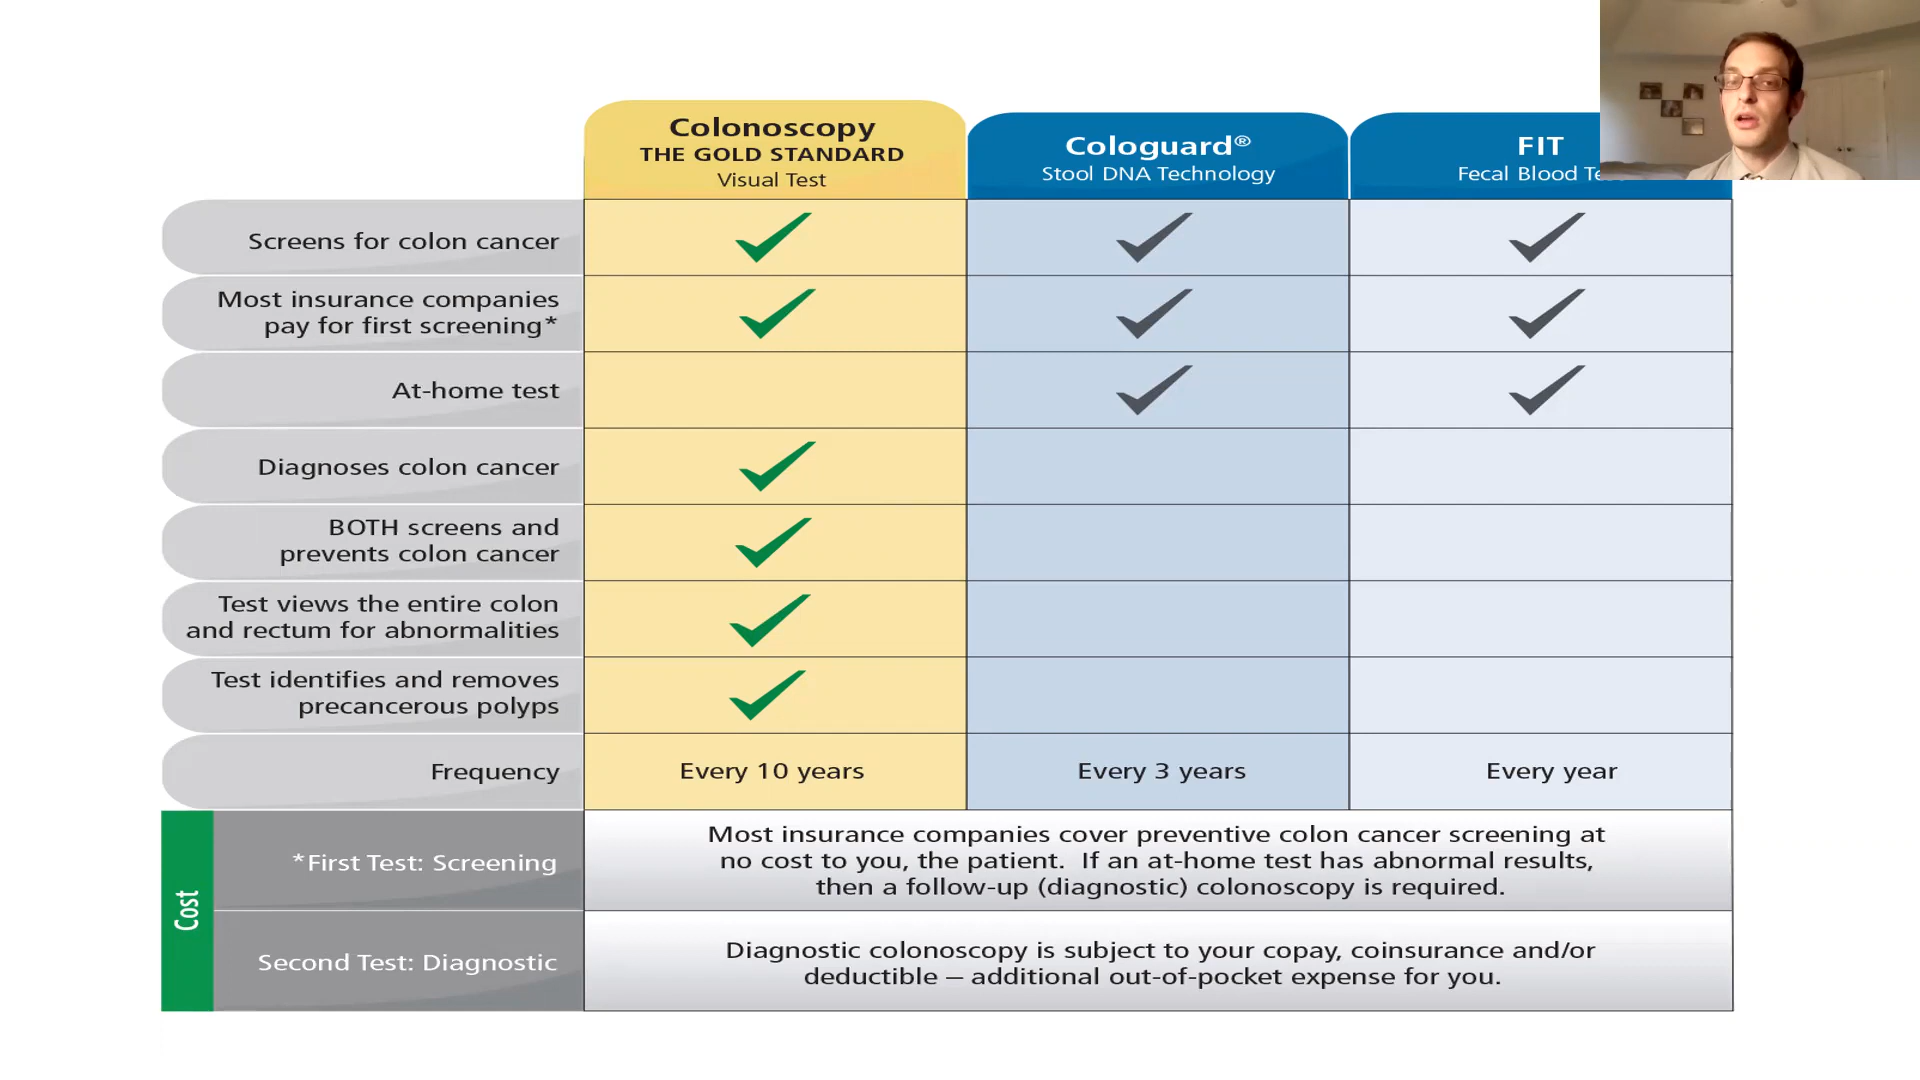 Colonoscopy
THE GOLD STANDARD
Visual Test
Cologuard®
Stool DNA Technology
FIT
Fecal Blood
Screens for colon cancer
Most insurance companies
pay for first screening*
At-home test
Diagnoses colon cancer
BOTH screens and
prevents colon cancer
Test views the entire colon
and rectum for abnormalities
Test identifies and removes
precancerous polyps
Frequency
Every 10 years
Every 3 years
Every year
Cost
*First Test: Screening
Most insurance companies cover preventive colon cancer screening at
no cost to you, the patient. If an at-home test has abnormal results,
then a follow-up (diagnostic) colonoscopy is required.
Second Test: Diagnostic
Diagnostic colonoscopy is subject to your copay, coinsurance and/or
deductible – additional out-of-pocket expense for you.